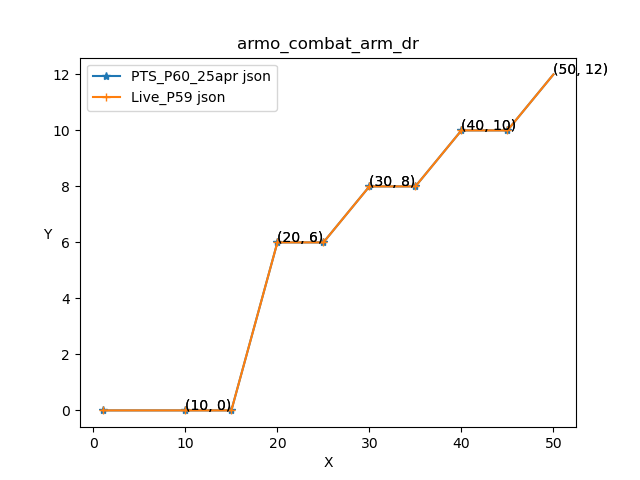 armo_combat_arm_dr
PTS_P60_25apr json
Live_P59 json
12
10
8
6
4
2
0
Y
(50, 12)
(40, 10)
(30, 8)
(20, 6)
(10, 0)
0 10 20 30 40 50
X